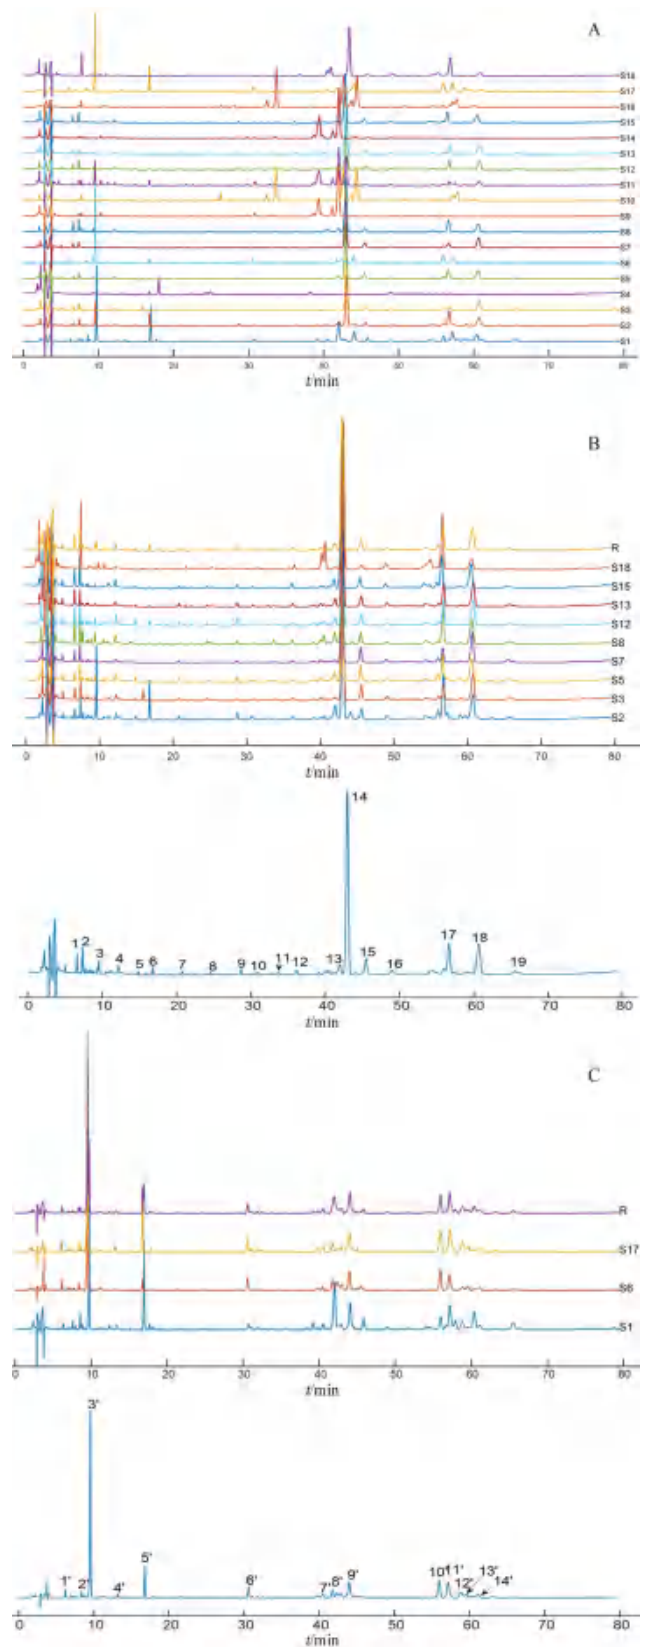 A
S18
S17
S16
S15
S14
S13
S12
S11
S10
S9
S8
S7
S6
S5
S4
S3
S2
S1
0 10 20 30 40 50 60 70 80
t/min
B
R
S18
S15
S13
S12
S8
S7
S5
S3
S2
0 10 20 30 40 50 60 70 80
t/min
14
1 2 3 4 5 6 7 8 9 10 11 12 13 15 16 17 18 19
0 10 20 30 40 50 60 70 80
t/min
C
R
S17
S6
S1
0 10 20 30 40 50 60 70 80
t/min
3'
1' 2' 4' 5' 6' 7' 8' 9' 10' 11' 12' 13' 14'
0 10 20 30 40 50 60 70 80
t/min